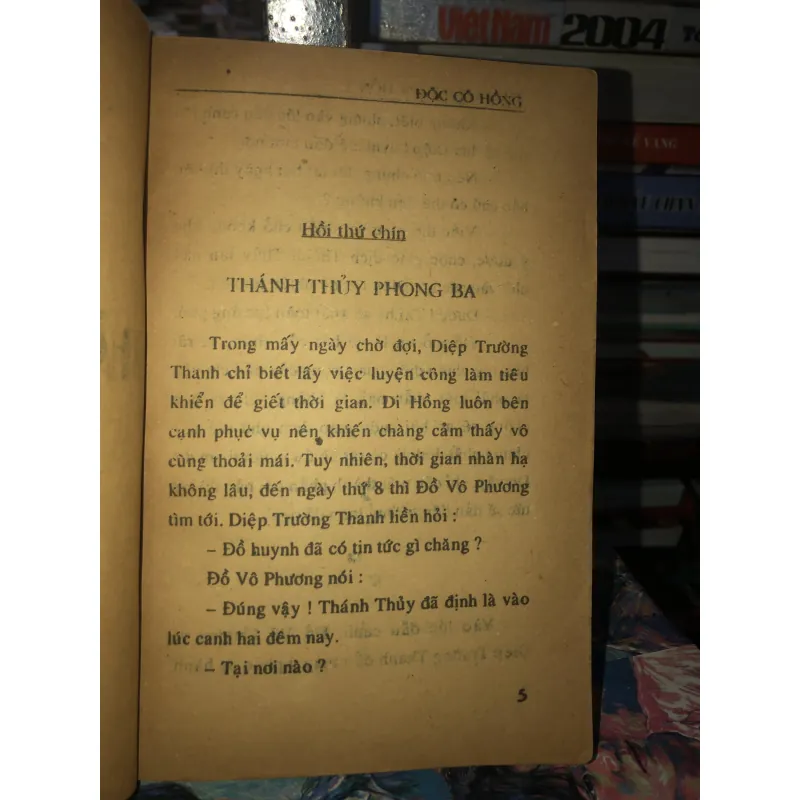 Việt Nam 2004
VANG
ĐỘC CÔ HỒNG
Hồi thứ chín
THÁNH THỦY PHONG BA
Trong mấy ngày chờ đợi, Diệp Trường
Thanh chỉ biết lấy việc luyện công làm tiêu
khiển để giết thời gian. Di Hồng luôn bên
cạnh phục vụ nên khiến chàng cảm thấy vô
cùng thoải mái. Tuy nhiên, thời gian nhàn hạ
không lâu, đến ngày thứ 8 thì Đồ Vô Phương
tìm tới. Diệp Trường Thanh liền hỏi :
– Đồ huynh đã có tin tức gì chăng ?
Đồ Vô Phương nói :
– Đúng vậy ! Thánh Thủy đã định là vào
lúc canh hai đêm nay.
– Tại nơi nào ?
5